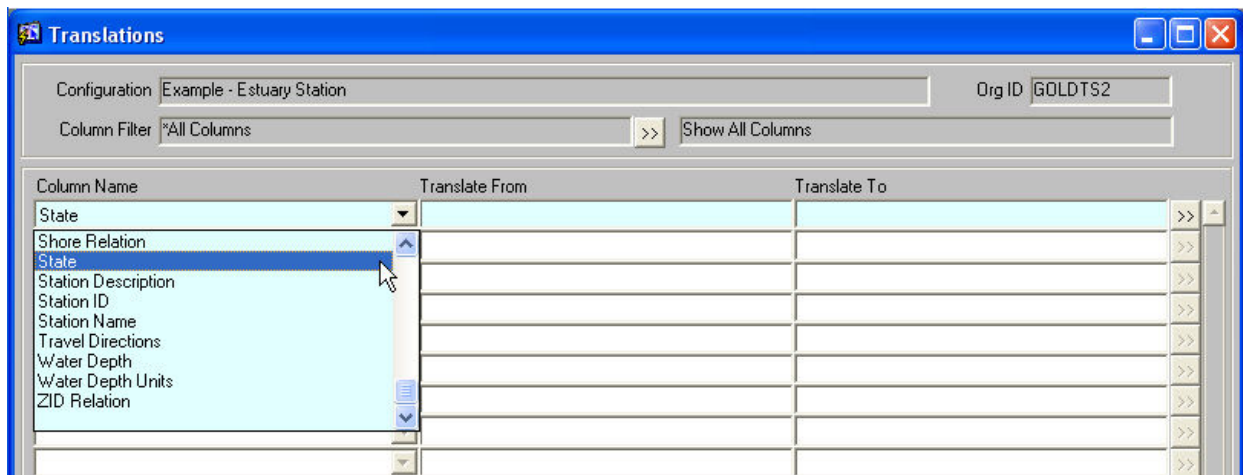 Translations
Configuration Example - Estuary Station Org ID GOLDTS2
Column Filter *All Columns >> Show All Columns
Column Name Translate From Translate To
State >>
Shore Relation >>
State
Station Description >>
Station ID
Station Name >>
Travel Directions >>
Water Depth >>
Water Depth Units
ZID Relation >>
>>
>>